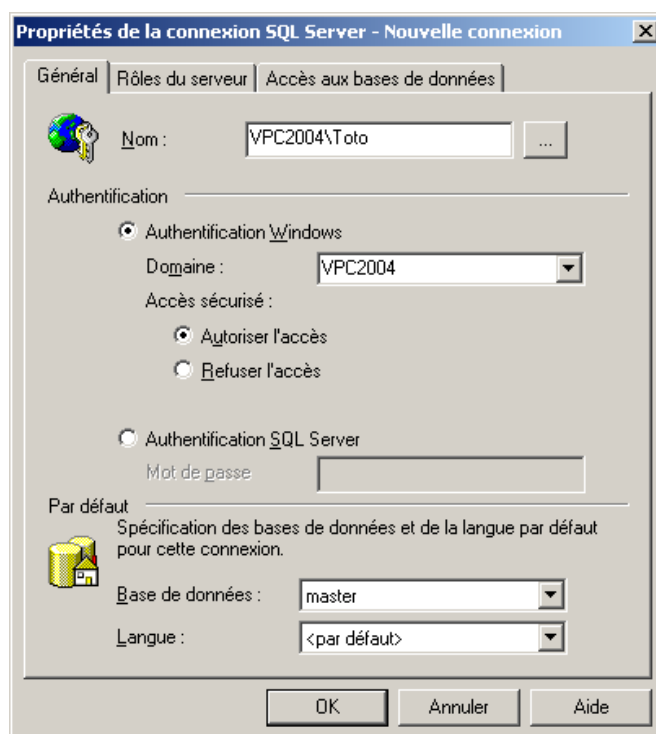 Propriétés de la connexion SQL Server - Nouvelle connexion
Général Rôles du serveur Accès aux bases de données
Nom : VPC2004\Toto ...
Authentification
Authentification Windows
Domaine : VPC2004
Accès sécurisé :
Autoriser l'accès
Refuser l'accès
Authentification SQL Server
Mot de passe
Par défaut
Spécification des bases de données et de la langue par défaut
pour cette connexion.
Base de données : master
Langue : <par défaut>
OK Annuler Aide